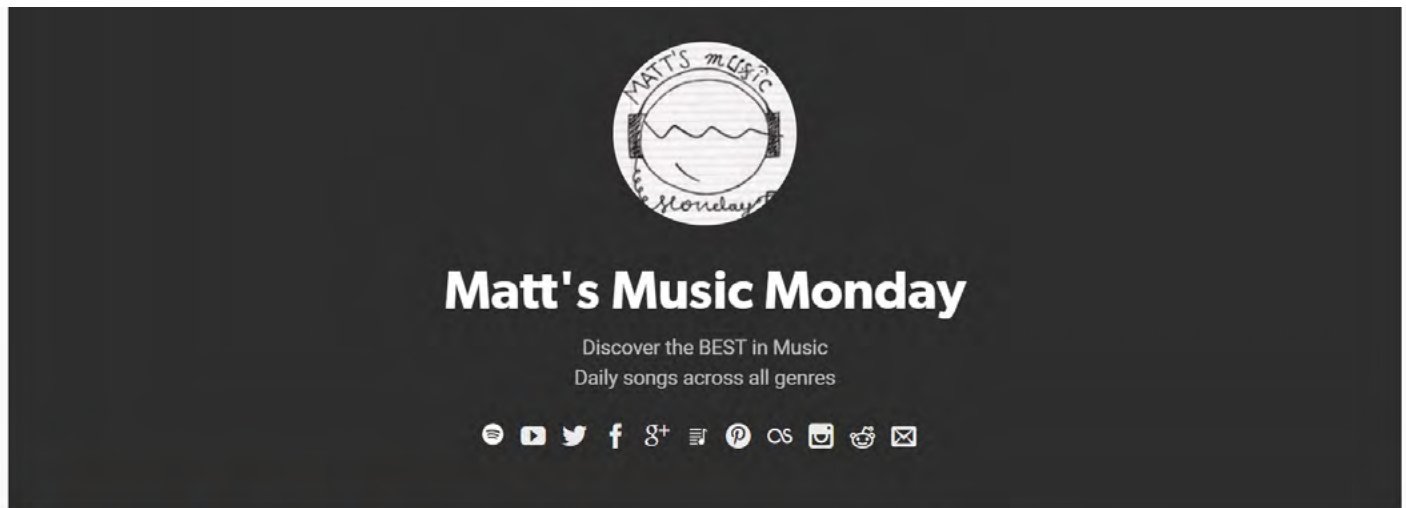 MATT'S music
Monday
Matt's Music Monday
Discover the BEST in Music
Daily songs across all genres